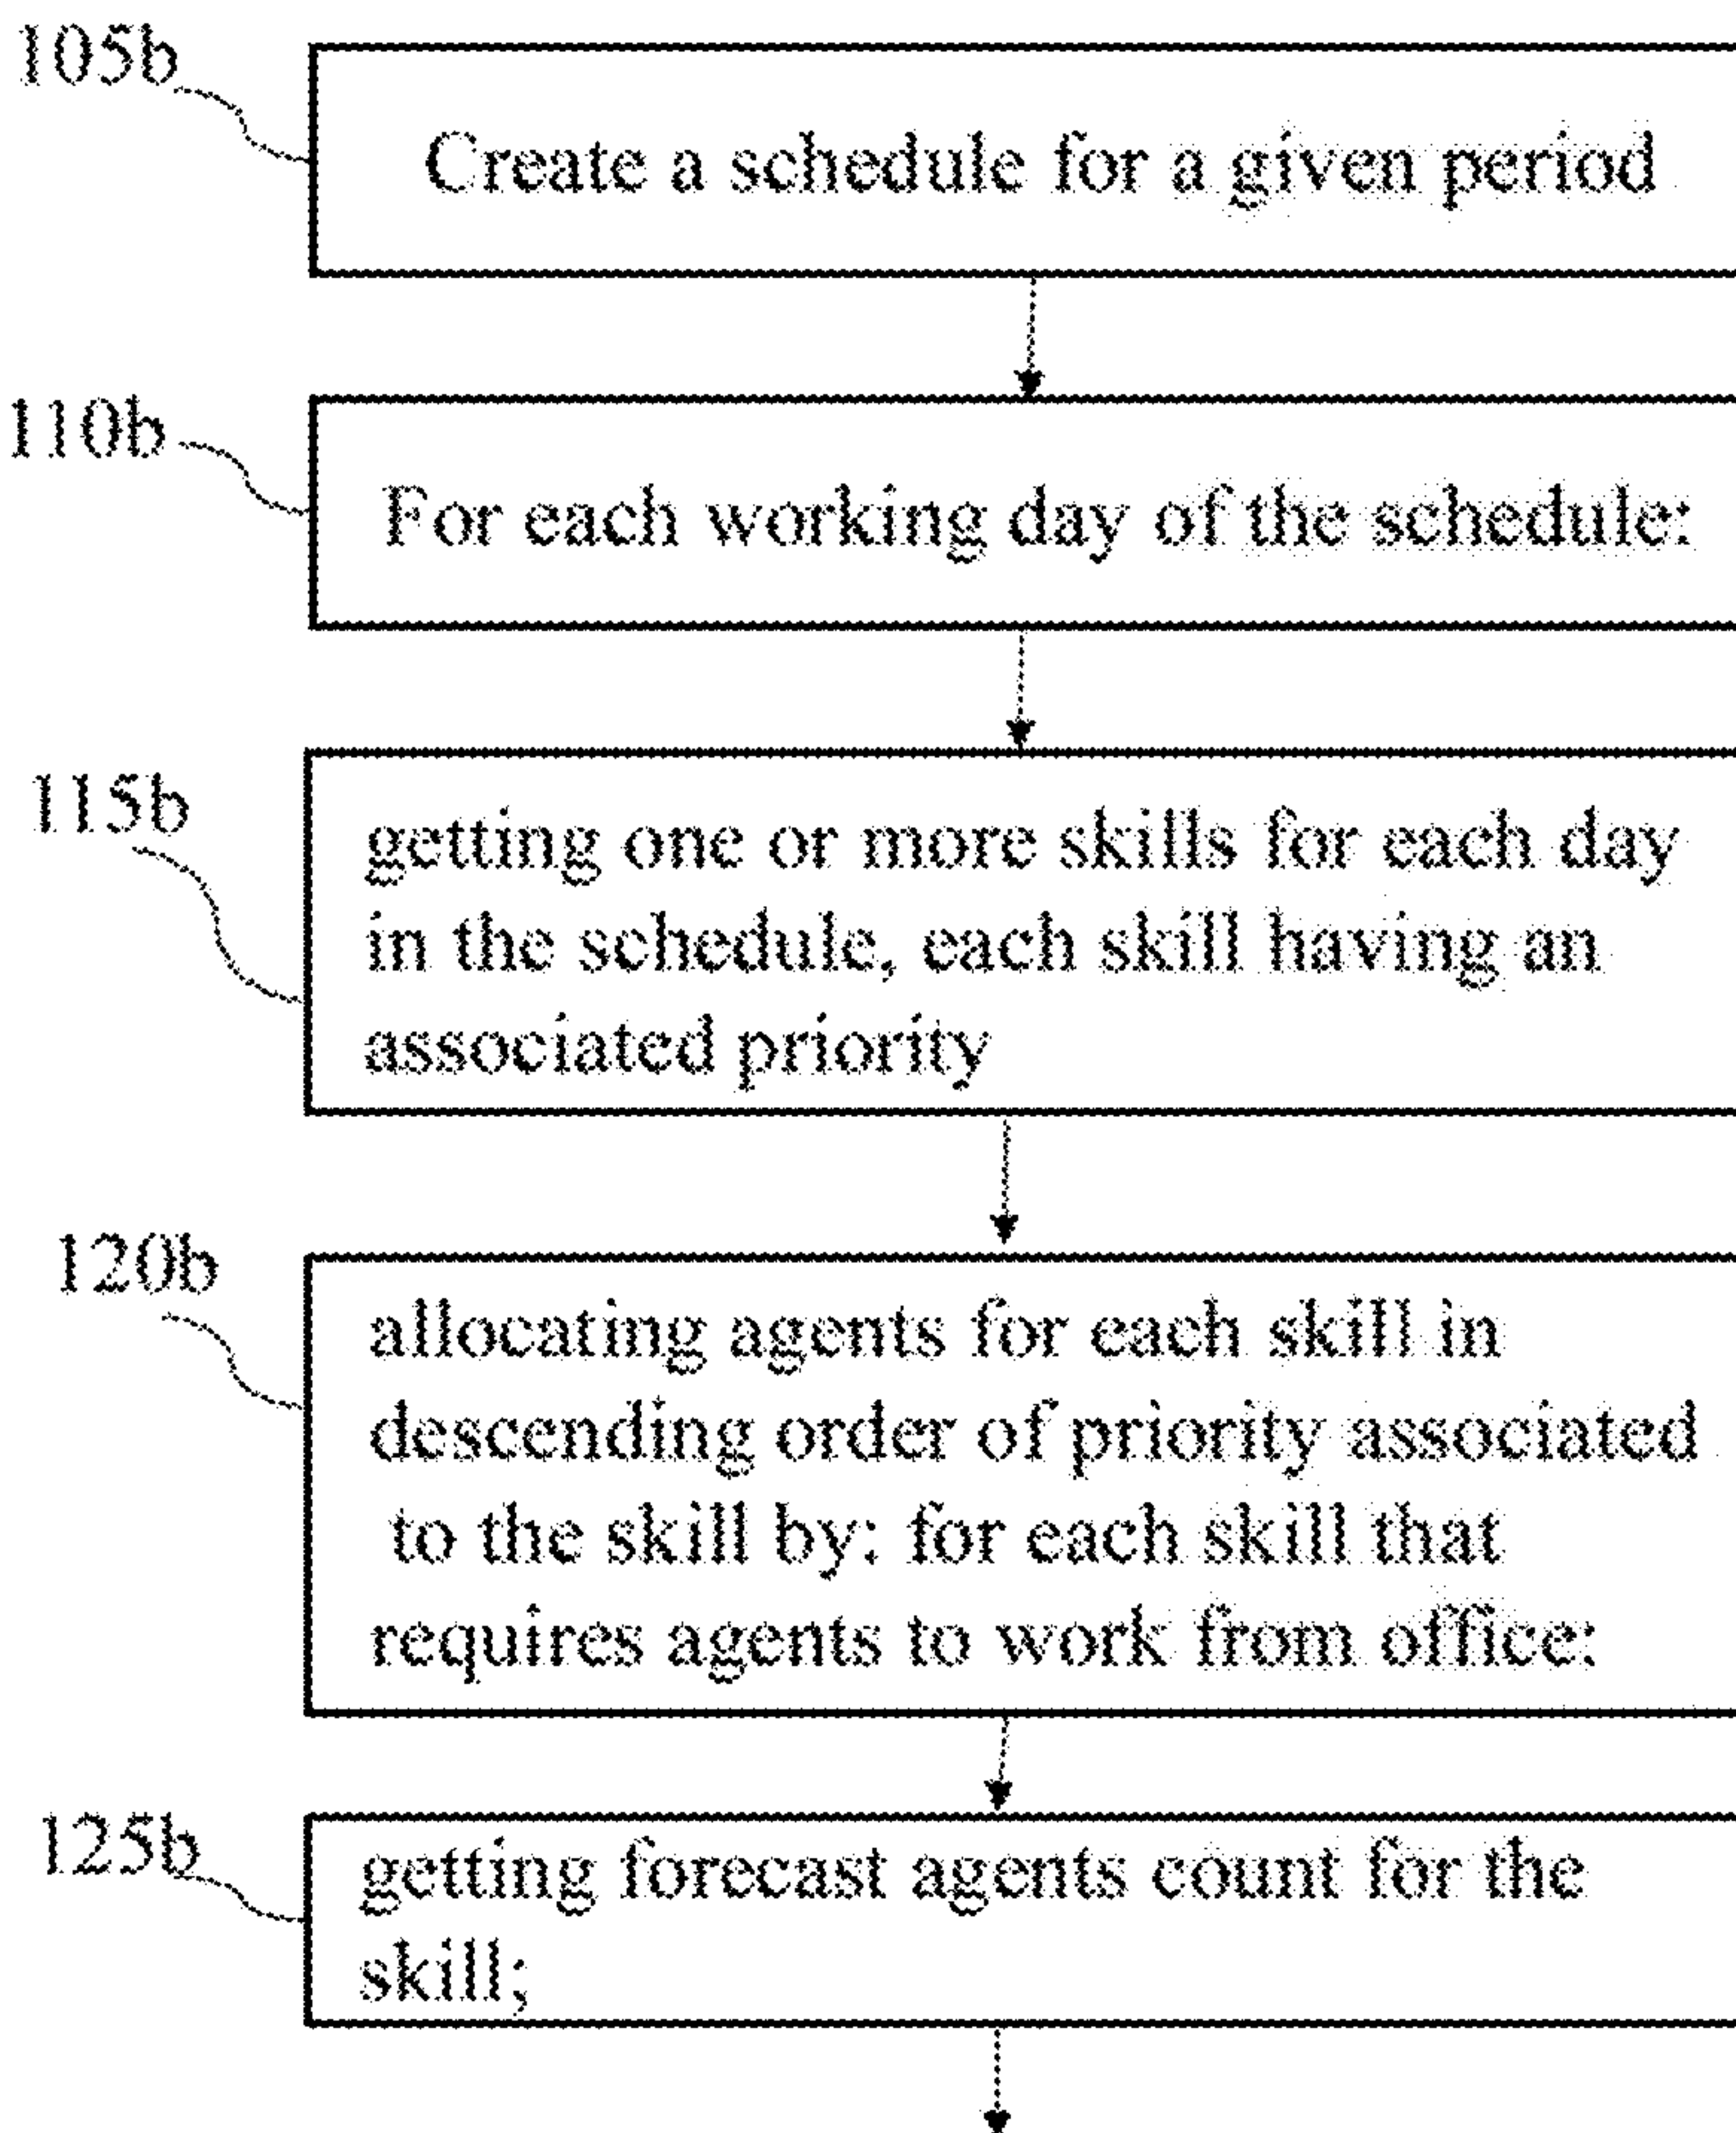 105b
Create a schedule for a given period
110b
For each working day of the schedule:
115b
getting one or more skills for each day
in the schedule, each skill having an
associated priority
120b
allocating agents for each skill in
descending order of priority associated
to the skill by: for each skill that
requires agents to work from office:
125b
getting forecast agents count for the
skill;